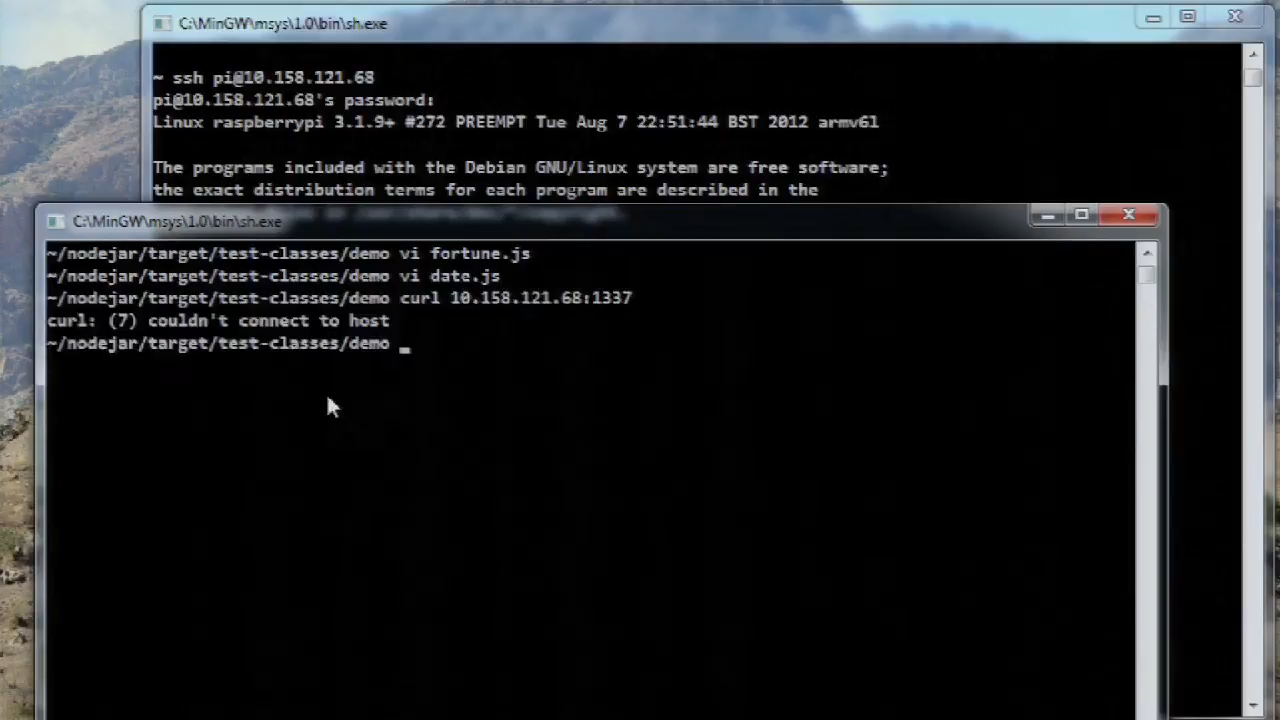 C:\MinGW\msys\1.0\bin\sh.exe
~ ssh pi@10.158.121.68
pi@10.158.121.68's password:
Linux raspberrypi 3.1.9+ #272 PREEMPT Tue Aug 7 22:51:44 BST 2012 armv6l
The programs included with the Debian GNU/Linux system are free software;
the exact distribution terms for each program are described in the
C:\MinGW\msys\1.0\bin\sh.exe
~/nodejar/target/test-classes/demo vi fortune.js
~/nodejar/target/test-classes/demo vi date.js
~/nodejar/target/test-classes/demo curl 10.158.121.68:1337
curl: (7) couldn't connect to host
~/nodejar/target/test-classes/demo _